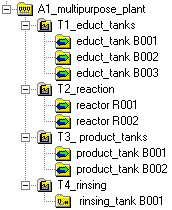 A1_multipurpose_plant
T1_educt_tanks
educt_tank B001
educt_tank B002
educt_tank B003
T2_reaction
reactor R001
reactor R002
T3_ product_tanks
product_tank B001
product_tank B002
T4_rinsing
rinsing_tank B001